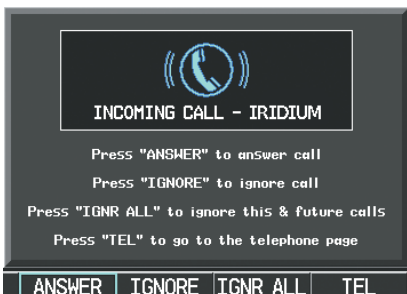 INCOMING CALL - IRIDIUM
Press "ANSWER" to answer call
Press "IGNORE" to ignore call
Press "IGNR ALL" to ignore this & future calls
Press "TEL" to go to the telephone page
ANSWER IGNORE IGNR ALL TEL